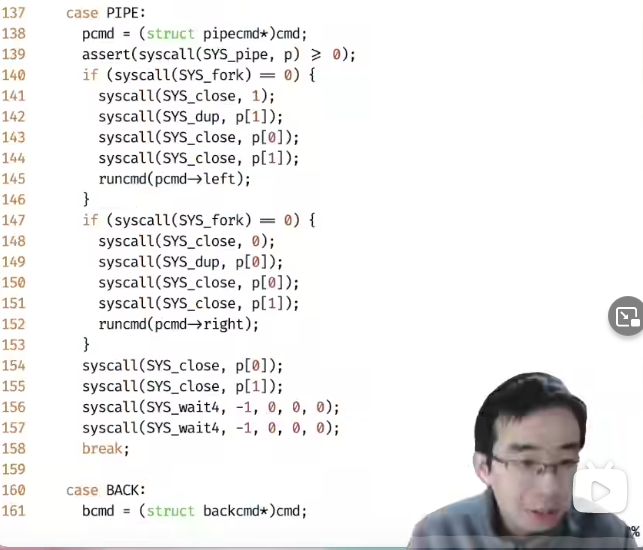 137 case PIPE:
138 pcmd = (struct pipecmd*)cmd;
139 assert(syscall(SYS_pipe, p) ≥ 0);
140 if (syscall(SYS_fork) == 0) {
141 syscall(SYS_close, 1);
142 syscall(SYS_dup, p[1]);
143 syscall(SYS_close, p[0]);
144 syscall(SYS_close, p[1]);
145 runcmd(pcmd→left);
146 }
147 if (syscall(SYS_fork) == 0) {
148 syscall(SYS_close, 0);
149 syscall(SYS_dup, p[0]);
150 syscall(SYS_close, p[0]);
151 syscall(SYS_close, p[1]);
152 runcmd(pcmd→right);
153 }
154 syscall(SYS_close, p[0]);
155 syscall(SYS_close, p[1]);
156 syscall(SYS_wait4, -1, 0, 0, 0);
157 syscall(SYS_wait4, -1, 0, 0, 0);
158 break;
159
160 case BACK:
161 bcmd = (struct backcmd*)cmd;